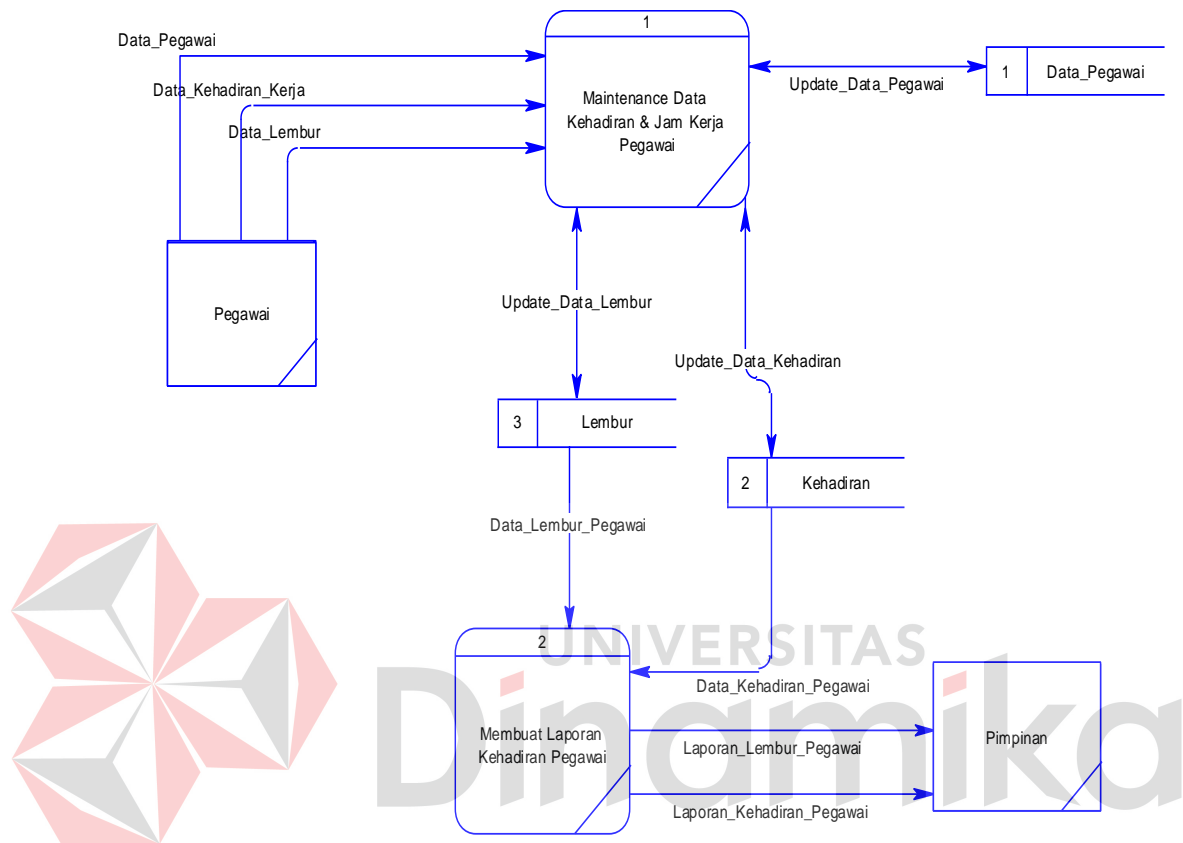 1
Data_Pegawai
Maintenance Data
Kehadiran & Jam Kerja
Pegawai
1
Data_Pegawai
Update_Data_Pegawai
Data_Kehadiran_Kerja
Data_Lembur
Pegawai
Update_Data_Lembur
Update_Data_Kehadiran
3
Lembur
2
Kehadiran
Data_Lembur_Pegawai
2
UNIVERSITAS
Dinamika
Data_Kehadiran_Pegawai
Membuat Laporan
Kehadiran Pegawai
Laporan_Lembur_Pegawai
Pimpinan
Laporan_Kehadiran_Pegawai